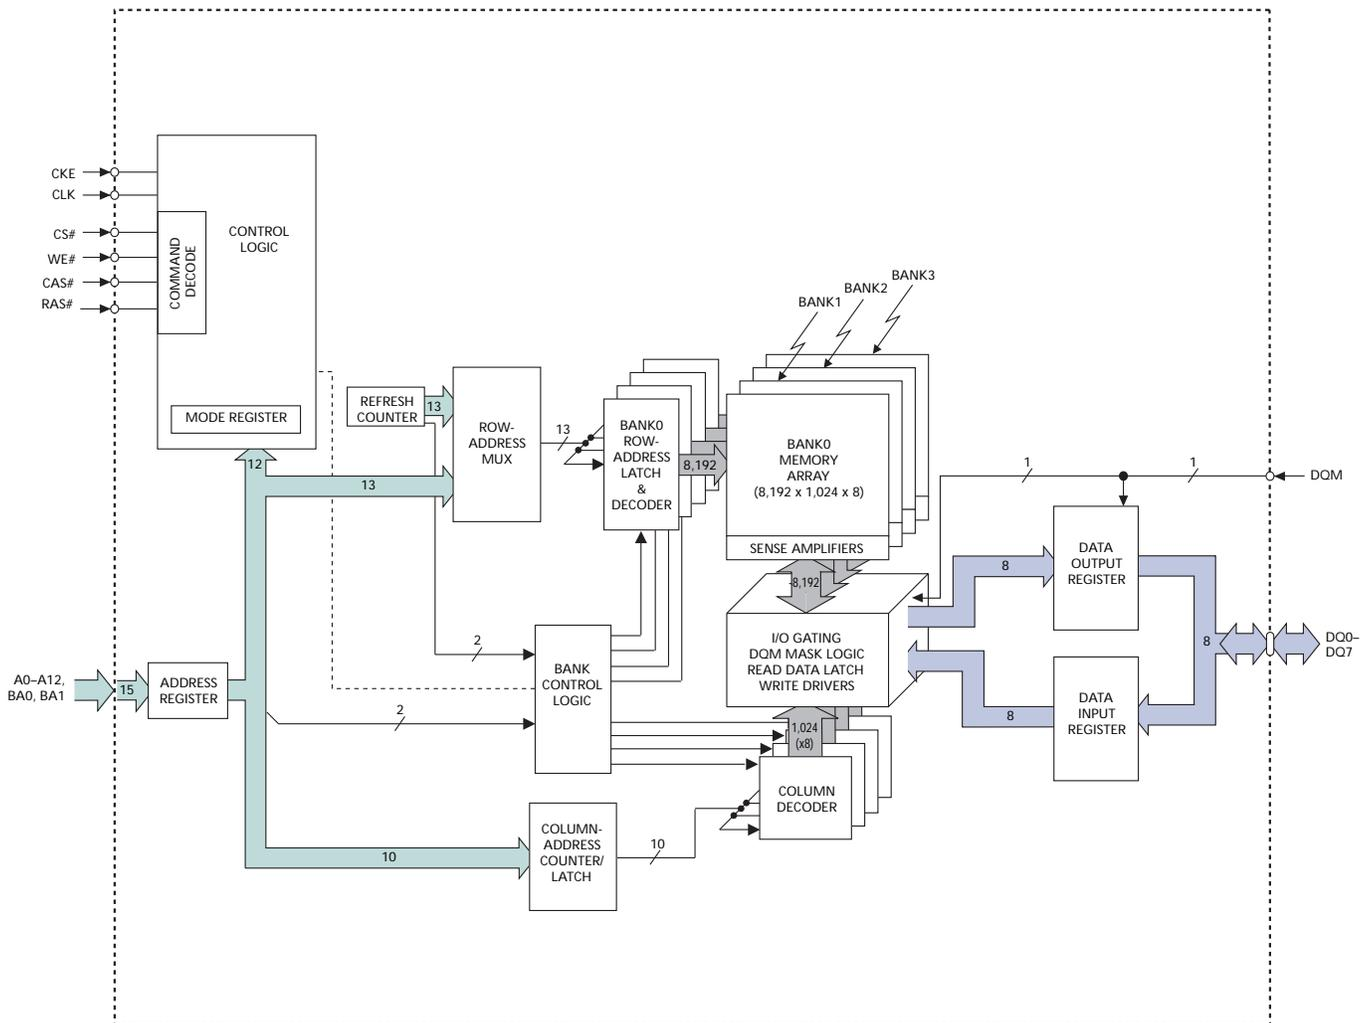 CKE
CLK
CS#
WE#
CAS#
RAS#
COMMAND
DECODE
CONTROL
LOGIC
MODE REGISTER
12
REFRESH
COUNTER
13
13
ROW-
ADDRESS
MUX
13
BANK0
ROW-
ADDRESS
LATCH
&
DECODER
8,192
BANK1
BANK2
BANK3
BANK0
MEMORY
ARRAY
(8,192 x 1,024 x 8)
SENSE AMPLIFIERS
8,192
I/O GATING
DQM MASK LOGIC
READ DATA LATCH
WRITE DRIVERS
1
1
DQM
DATA
OUTPUT
REGISTER
8
8
DQ0–
DQ7
DATA
INPUT
REGISTER
8
A0–A12,
BA0, BA1
15
ADDRESS
REGISTER
2
2
BANK
CONTROL
LOGIC
1,024
(x8)
COLUMN
DECODER
10
COLUMN-
ADDRESS
COUNTER/
LATCH
10